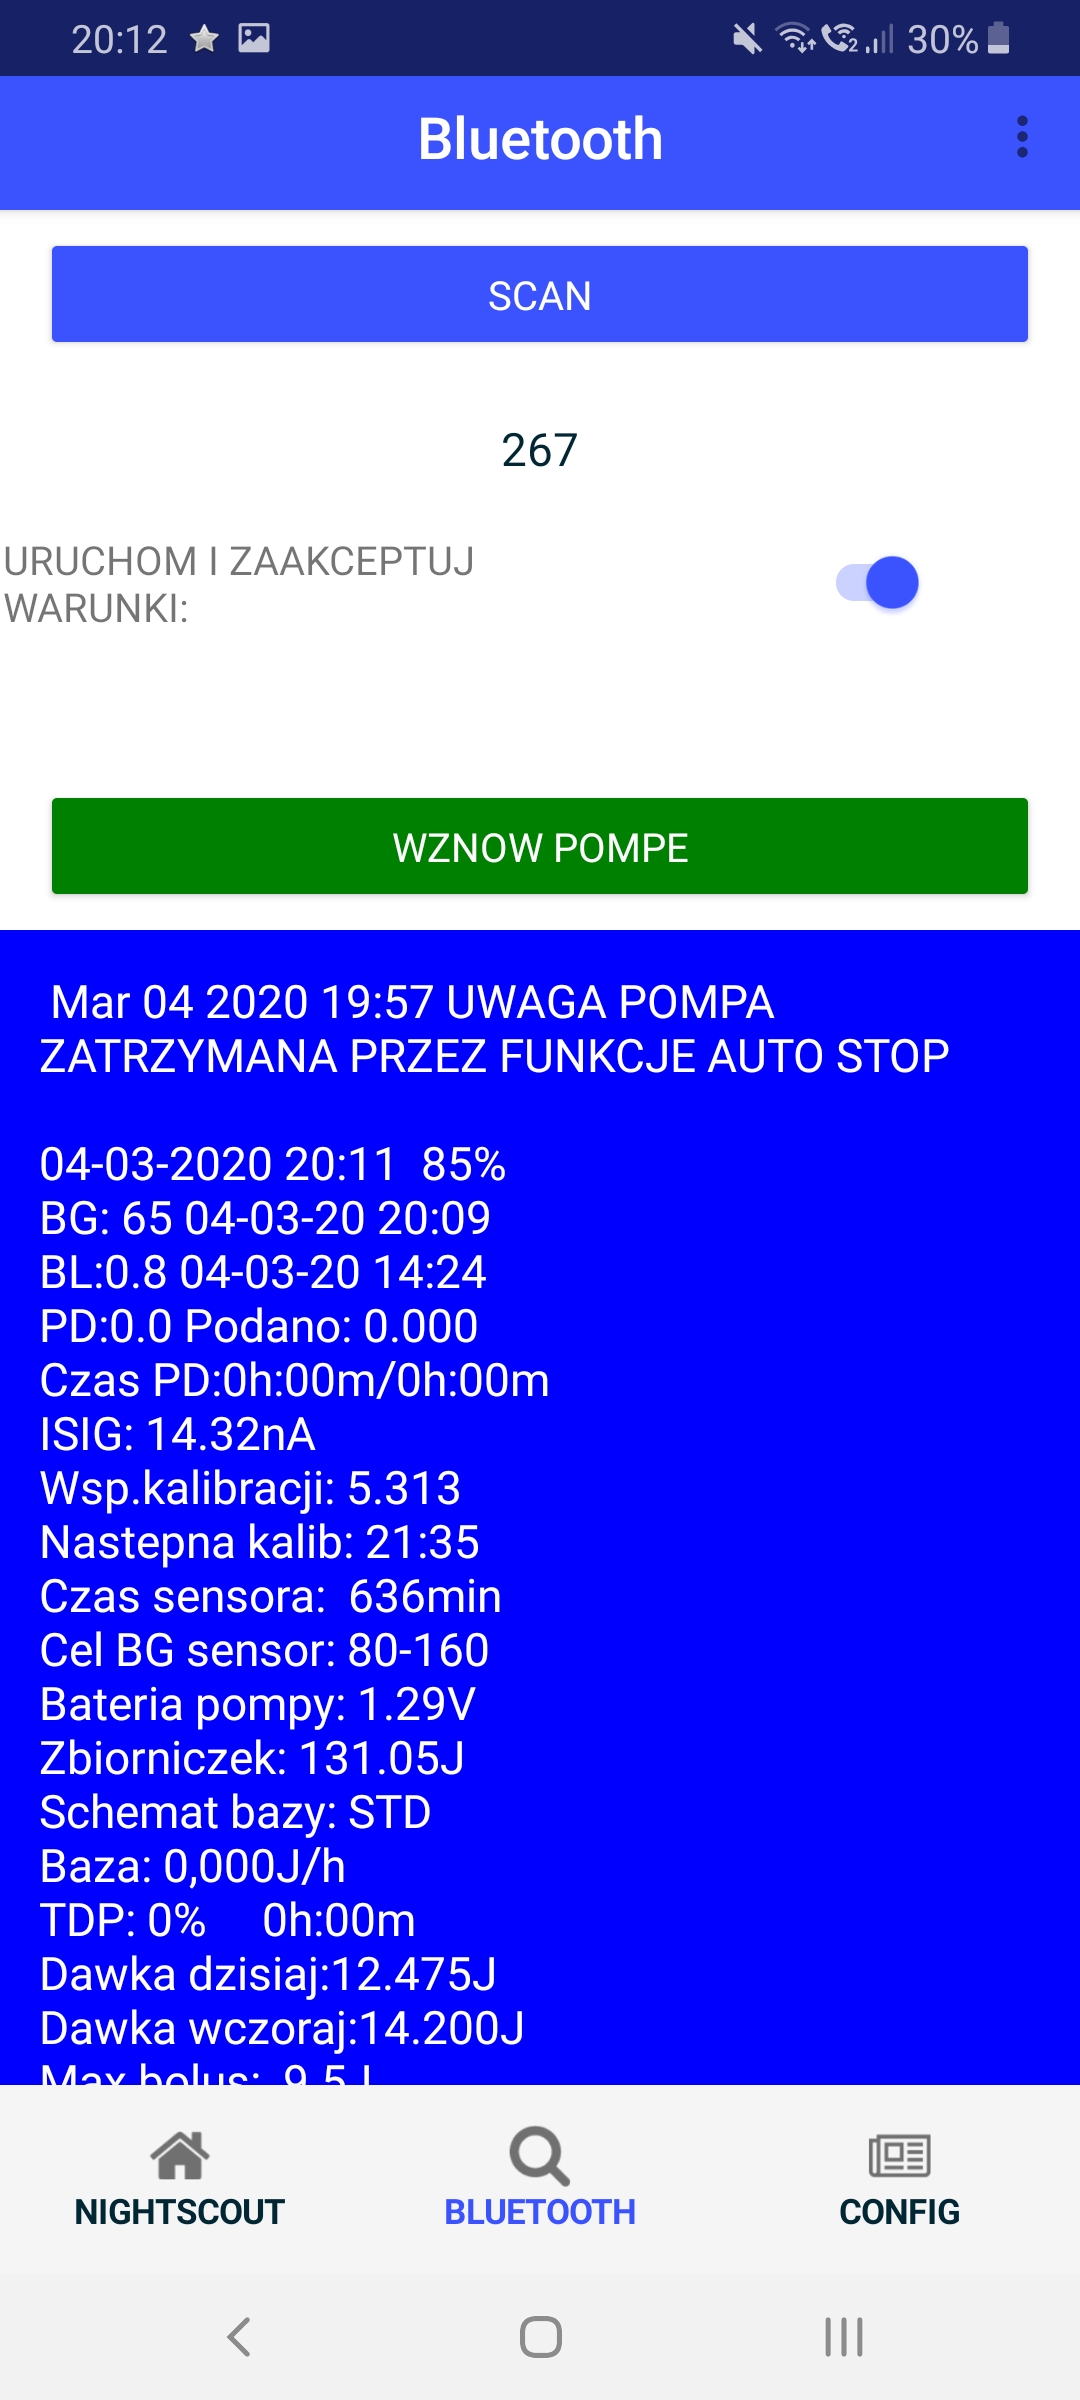 20:12
30%
Bluetooth
SCAN
267
URUCHOM I ZAAKCEPTUJ
WARUNKI:
WZNOW POMPE
Mar 04 2020 19:57 UWAGA POMPA
ZATRZYMANA PRZEZ FUNKCJE AUTO STOP
04-03-2020 20:11 85%
BG: 65 04-03-20 20:09
BL:0.8 04-03-20 14:24
PD:0.0 Podano: 0.000
Czas PD:0h:00m/0h:00m
ISIG: 14.32nA
Wsp.kalibracji: 5.313
Nastepna kalib: 21:35
Czas sensora: 636min
Cel BG sensor: 80-160
Bateria pompy: 1.29V
Zbiorniczek: 131.05J
Schemat bazy: STD
Baza: 0,000J/h
TDP: 0% 0h:00m
Dawka dzisiaj:12.475J
Dawka wczoraj:14.200J
Max bolus: 9.5J
NIGHTSCOUT
BLUETOOTH
CONFIG